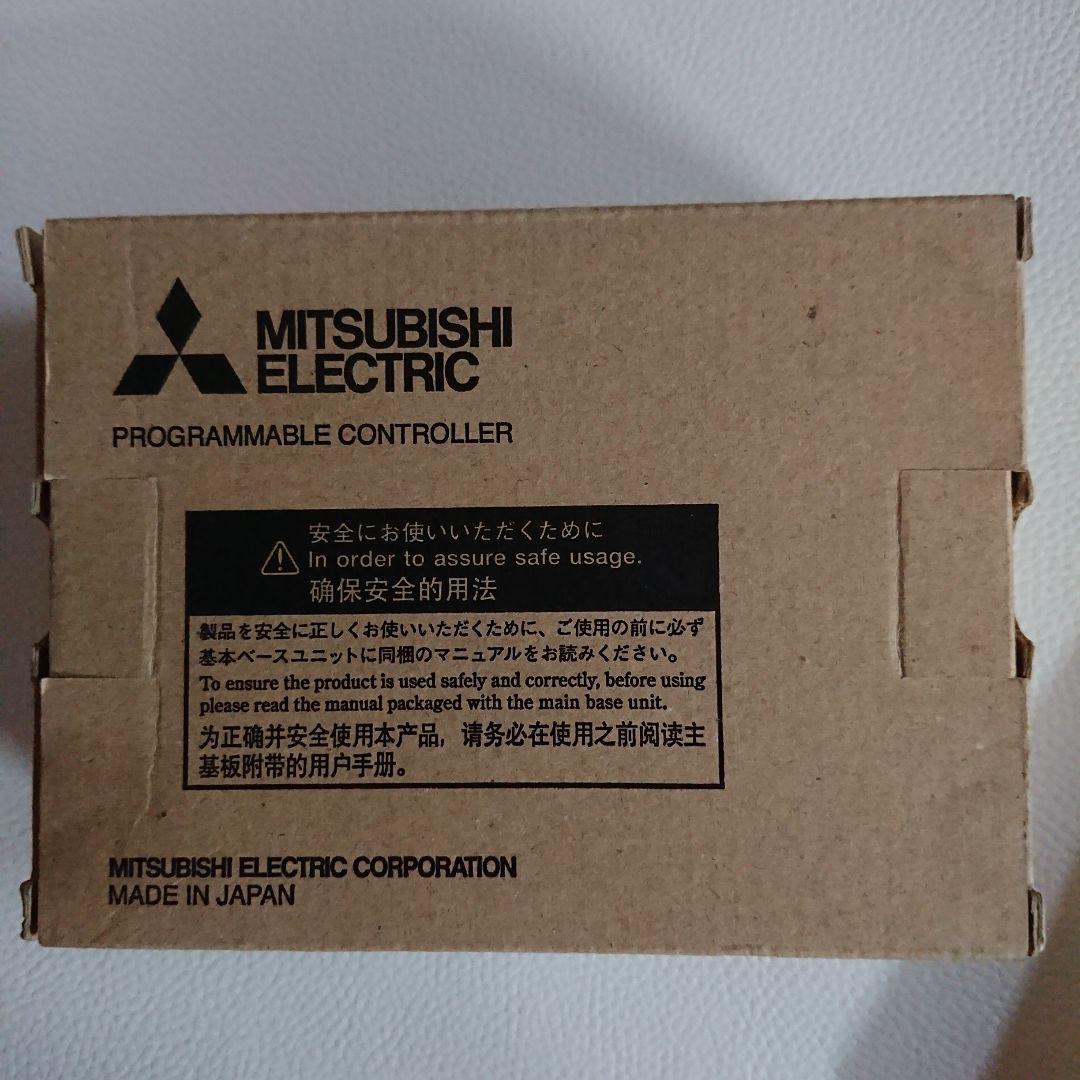 MITSUBISHI
ELECTRIC
PROGRAMMABLE CONTROLLER
安全にお使いいただくために
In order to assure safe usage.
确保安全的用法
製品を安全に正しくお使いいただくために、ご使用の前に必ず
基本ベースユニットに同梱のマニュアルをお読みください。
To ensure the product is used safely and correctly, before using
please read the manual packaged with the main base unit.
为正确并安全使用本产品，请务必在使用之前阅读主
基板附带的用户手册。
MITSUBISHI ELECTRIC CORPORATION
MADE IN JAPAN